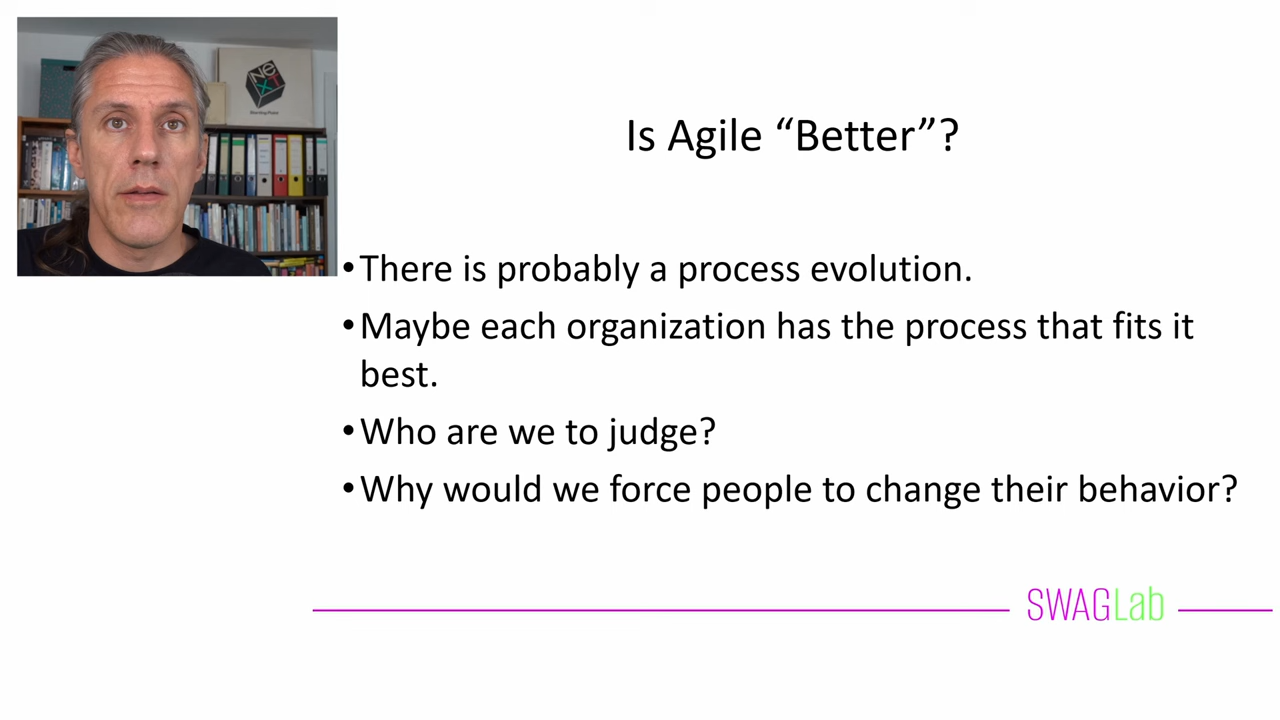 NeXT
Is Agile “Better”?
•There is probably a process evolution.
•Maybe each organization has the process that fits it
best.
•Who are we to judge?
•Why would we force people to change their behavior?
SWAGLab